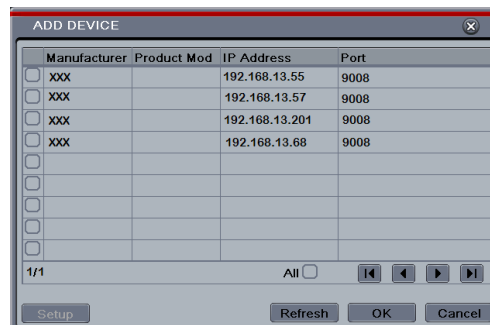 ADD DEVICE
Manufacturer Product Mod IP Address Port
XXX 192.168.13.55 9008
XXX 192.168.13.57 9008
XXX 192.168.13.201 9008
XXX 192.168.13.68 9008
1/1 All
Setup Refresh OK Cancel